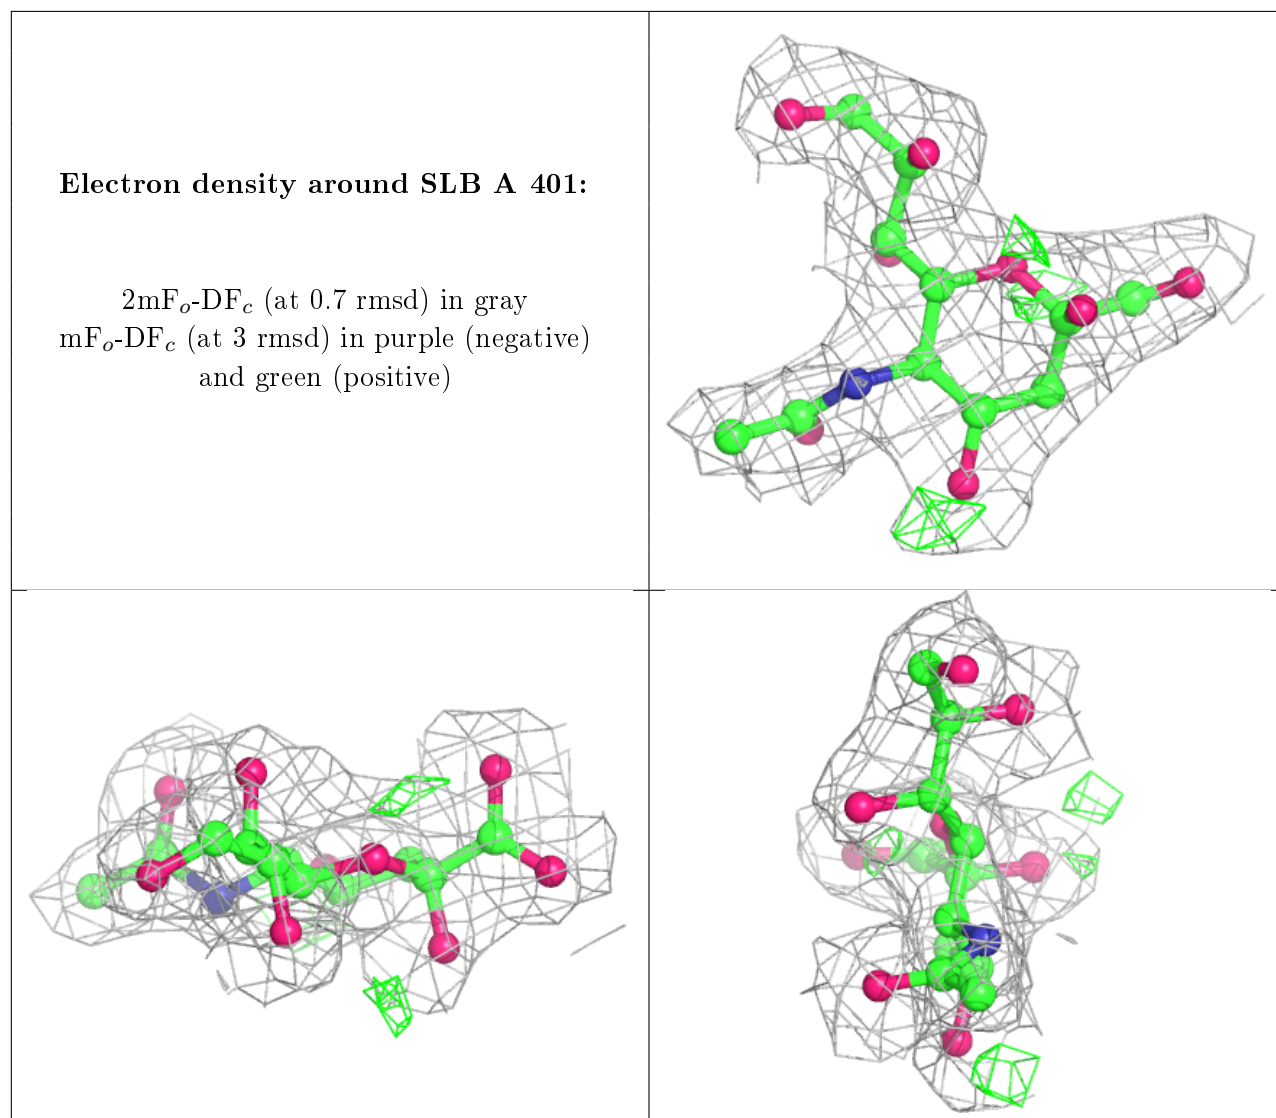 Electron density around SLB A 401:
2mFₒ-DF𝑐 (at 0.7 rmsd) in gray
mFₒ-DF𝑐 (at 3 rmsd) in purple (negative)
and green (positive)